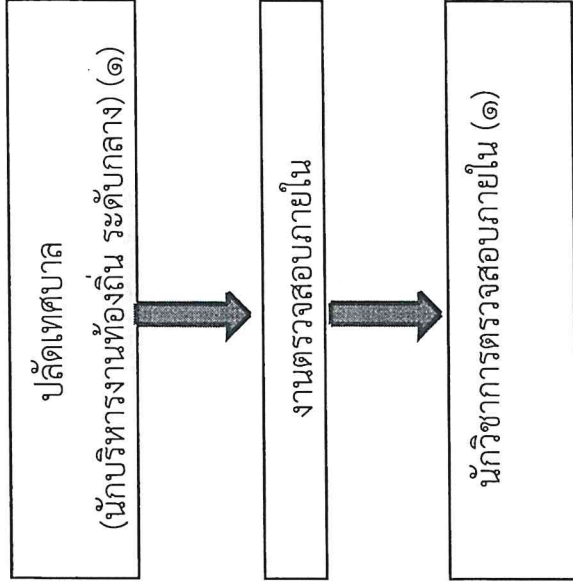 ปลัดเทศบาล
(นักบริหารงานท้องถิ่น ระดับกลาง) (๑)
งานตรวจสอบภายใน
นักวิชาการตรวจสอบภายใน (๑)